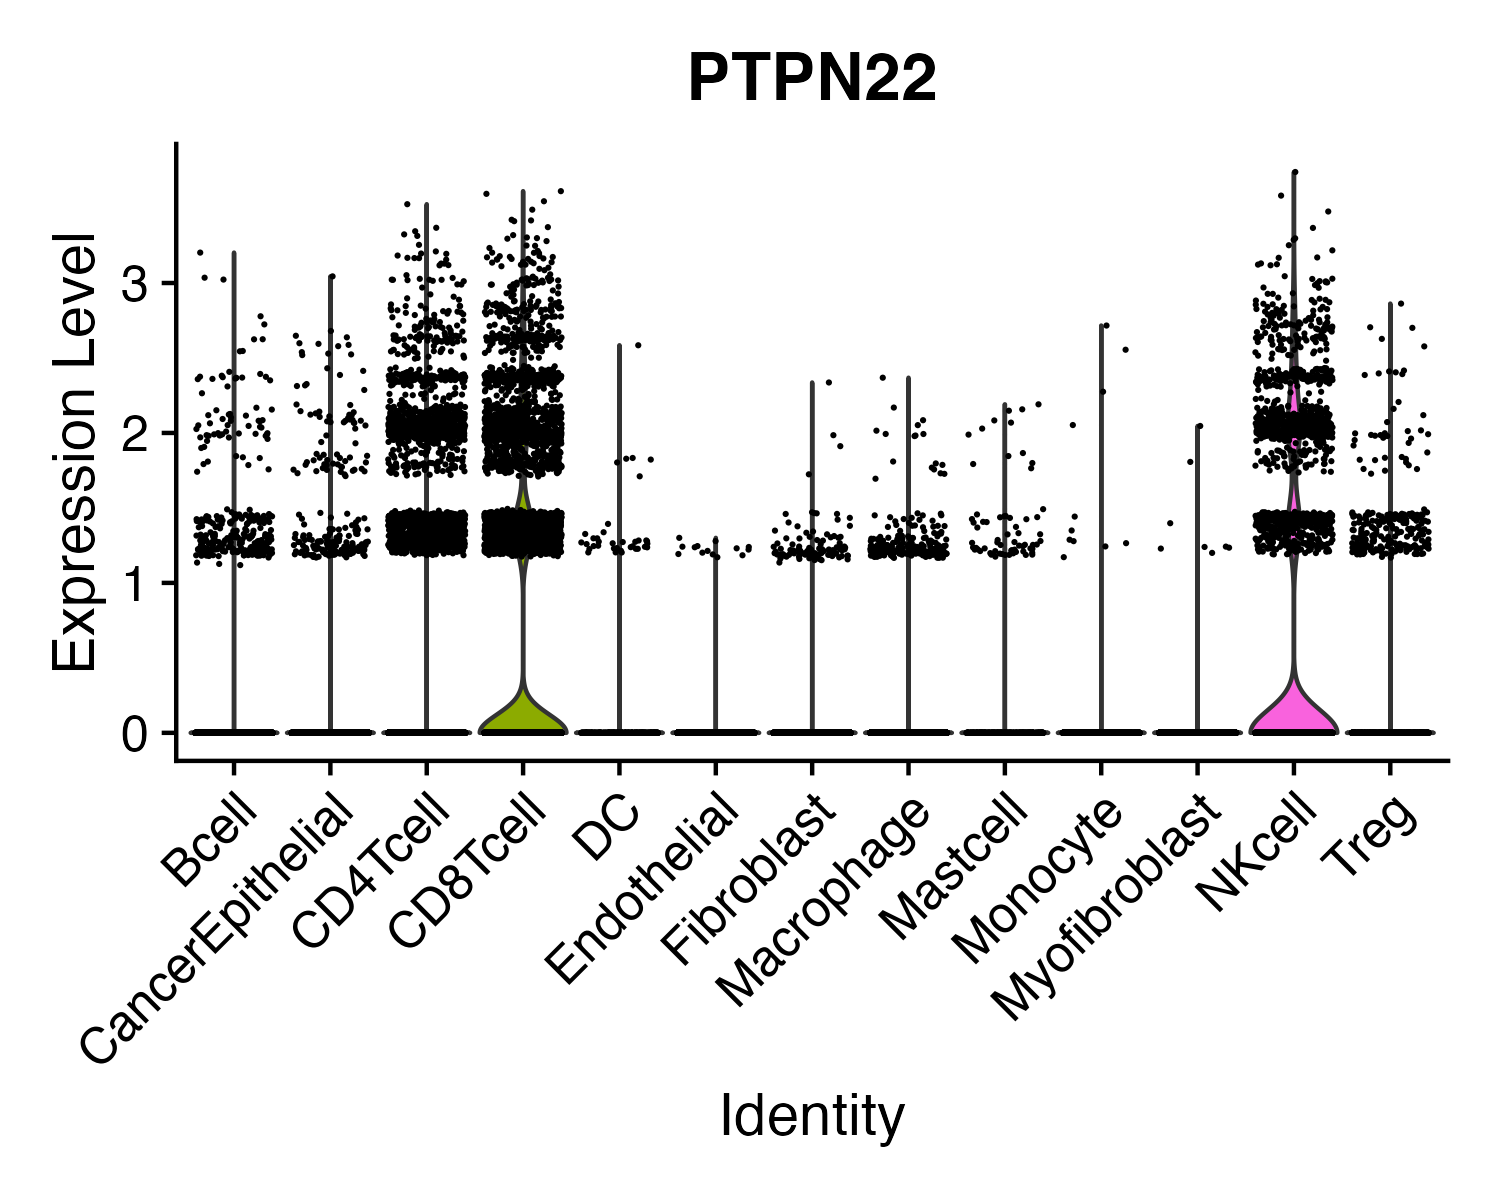 PTPN22
Expression Level
3
2
1
0
Bcell
CancerEpithelial
CD4Tcell
CD8Tcell
DC
Endothelial
Fibroblast
Macrophage
Mastcell
Monocyte
Myofibroblast
NKcell
Treg
Identity